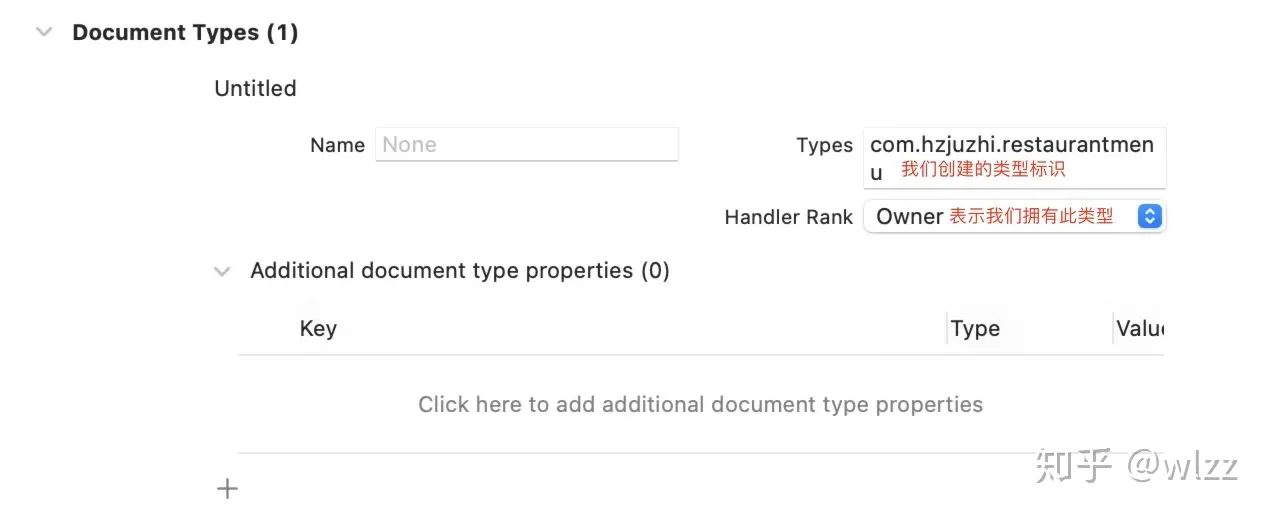 Document Types (1)
Untitled
Name None
Types com.hzjuzhi.restaurantmen
u 我们创建的类型标识
Handler Rank Owner 表示我们拥有此类型
Additional document type properties (0)
Key Type Value
Click here to add additional document type properties
知乎 @wlzz